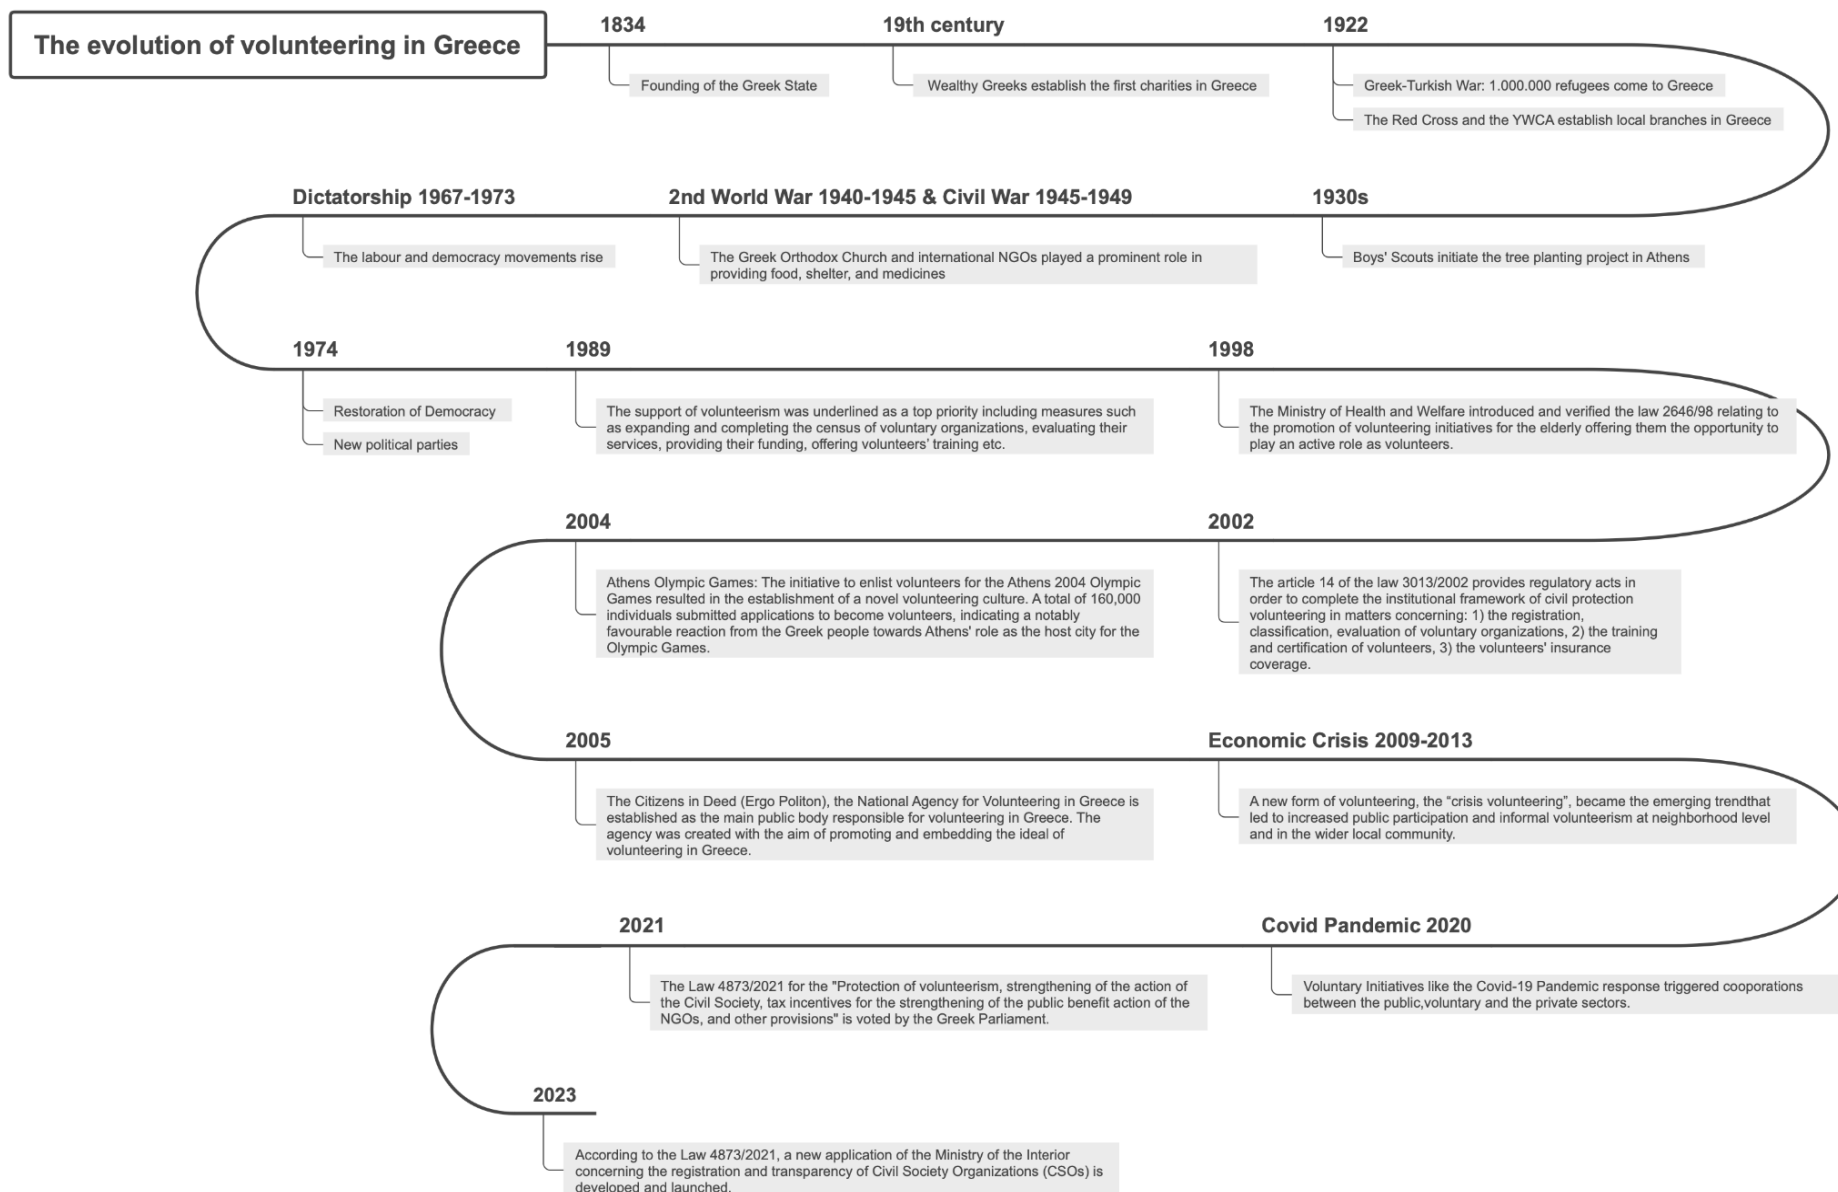 The evolution of volunteering in Greece
1834
Founding of the Greek State
19th century
Wealthy Greeks establish the first charities in Greece
1922
Greek-Turkish War: 1.000.000 refugees come to Greece
The Red Cross and the YWCA establish local branches in Greece
1930s
Boys' Scouts initiate the tree planting project in Athens
2nd World War 1940-1945 & Civil War 1945-1949
The Greek Orthodox Church and international NGOs played a prominent role in
providing food, shelter, and medicines
Dictatorship 1967-1973
The labour and democracy movements rise
1974
Restoration of Democracy
New political parties
1989
The support of volunteerism was underlined as a top priority including measures such
as expanding and completing the census of voluntary organizations, evaluating their
services, providing their funding, offering volunteers’ training etc.
1998
The Ministry of Health and Welfare introduced and verified the law 2646/98 relating to
the promotion of volunteering initiatives for the elderly offering them the opportunity to
play an active role as volunteers.
2002
The article 14 of the law 3013/2002 provides regulatory acts in
order to complete the institutional framework of civil protection
volunteering in matters concerning: 1) the registration,
classification, evaluation of voluntary organizations, 2) the training
and certification of volunteers, 3) the volunteers' insurance
coverage.
2004
Athens Olympic Games: The initiative to enlist volunteers for the Athens 2004 Olympic
Games resulted in the establishment of a novel volunteering culture. A total of 160,000
individuals submitted applications to become volunteers, indicating a notably
favourable reaction from the Greek people towards Athens' role as the host city for the
Olympic Games.
2005
The Citizens in Deed (Ergo Politon), the National Agency for Volunteering in Greece is
established as the main public body responsible for volunteering in Greece. The
agency was created with the aim of promoting and embedding the ideal of
volunteering in Greece.
Economic Crisis 2009-2013
A new form of volunteering, the “crisis volunteering”, became the emerging trendthat
led to increased public participation and informal volunteerism at neighborhood level
and in the wider local community.
Covid Pandemic 2020
Voluntary Initiatives like the Covid-19 Pandemic response triggered cooporations
between the public,voluntary and the private sectors.
2021
The Law 4873/2021 for the "Protection of volunteerism, strengthening of the action of
the Civil Society, tax incentives for the strengthening of the public benefit action of the
NGOs, and other provisions" is voted by the Greek Parliament.
2023
According to the Law 4873/2021, a new application of the Ministry of the Interior
concerning the registration and transparency of Civil Society Organizations (CSOs) is
developed and launched.